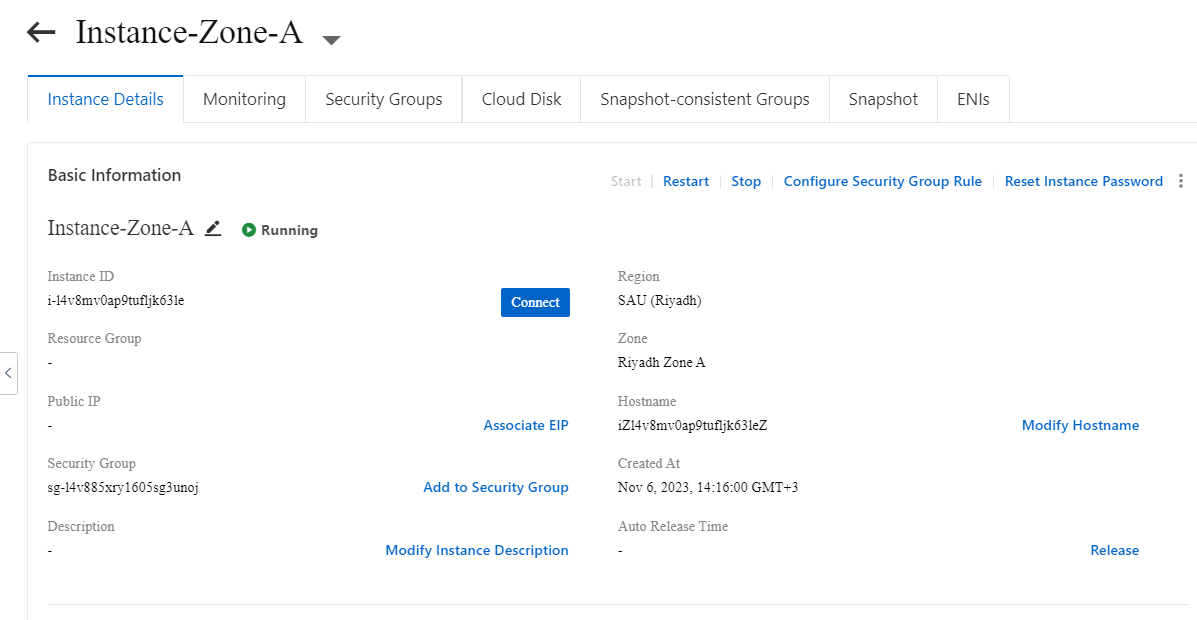 Instance-Zone-A
Instance Details Monitoring Security Groups Cloud Disk Snapshot-consistent Groups Snapshot ENIs
Basic Information
Start Restart Stop Configure Security Group Rule Reset Instance Password
Instance-Zone-A Running
Instance ID
i-l4v8mv0ap9tufljk63le
Connect
Region
SAU (Riyadh)
Resource Group
-
Zone
Riyadh Zone A
Public IP
- Associate EIP
Hostname
iZl4v8mv0ap9tufljk63leZ Modify Hostname
Security Group
sg-l4v885xry1605sg3unoj Add to Security Group
Created At
Nov 6, 2023, 14:16:00 GMT+3
Description
- Modify Instance Description
Auto Release Time
- Release